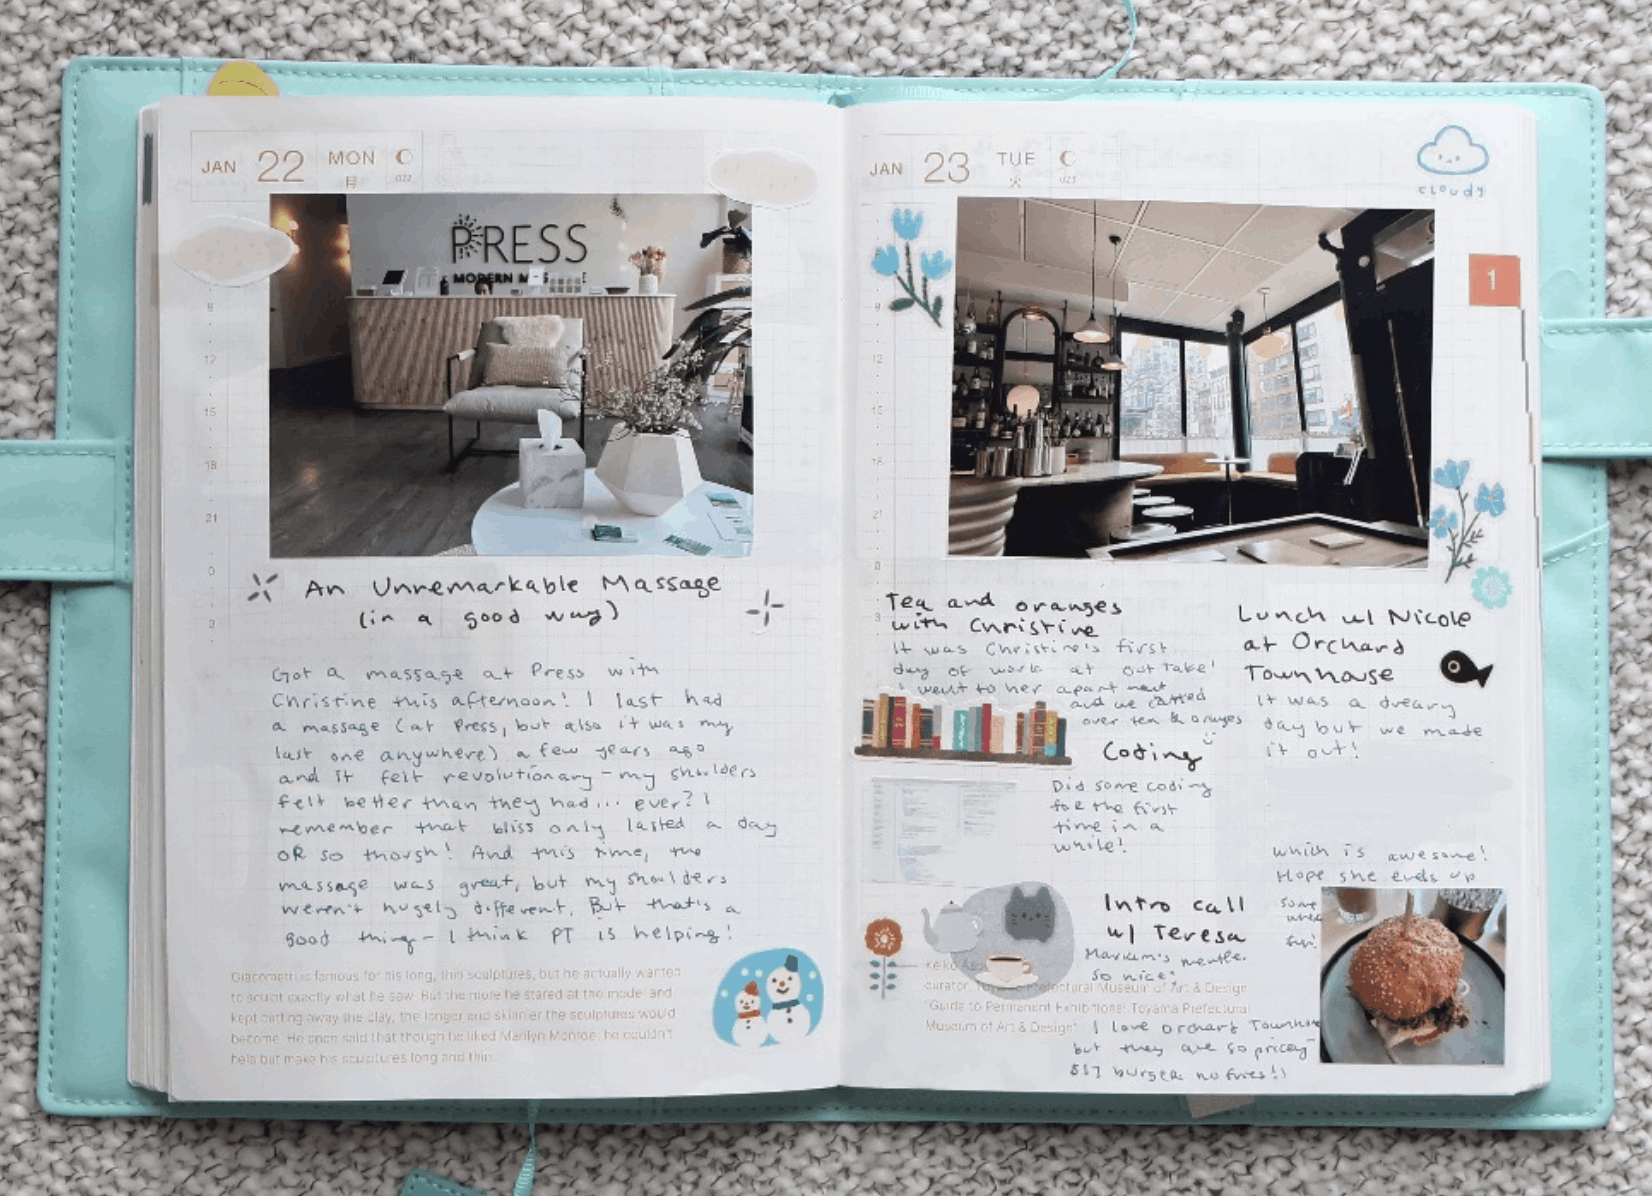 JAN 22 MON
月
022
PRESS
MODERN M
9
12
15
18
21
0
3
An Unremarkable Massage
(in a good way)
Got a massage at Press with
Christine this afternoon! I last had
a massage (at Press, but also it was my
last one anywhere) a few years ago
and it felt revolutionary - my shoulders
felt better than they had... ever? I
remember that bliss only lasted a day
OR so though! And this time, the
massage was great, but my shoulders
weren't hugely different. But that's a
good thing - I think PT is helping!
Giacometti is famous for his long, thin sculptures, but he actually wanted
to sculpt exactly what he saw. But the more he stared at the model and
kept cutting away the clay, the longer and skinnier the sculptures would
become. He once said that though he liked Marilyn Monroe, he couldn't
help but make his sculptures long and thin.
JAN 23 TUE
火
023
cloudy
1
9
12
15
18
21
0
3
Tea and oranges
with Christine
It was Christine's first
day of work at outtake!
I went to her apartment
and we chatted
over tea & oranges
Coding
Did some coding
for the first
time in a
while!
Intro call
w/ Teresa
mentee.
So nice!
Keiko
curator, Toyama Prefectural Museum of Art & Design
"Guide to Permanent Exhibitions: Toyama Prefectural
Museum of Art & Design"
Lunch w/ Nicole
at Orchard
Townhouse
It was a dreary
day but we made
it out!
which is awesome!
Hope she ends up
some
I love Orchard Townhouse
but they are so pricey
$17 burger no fries!)